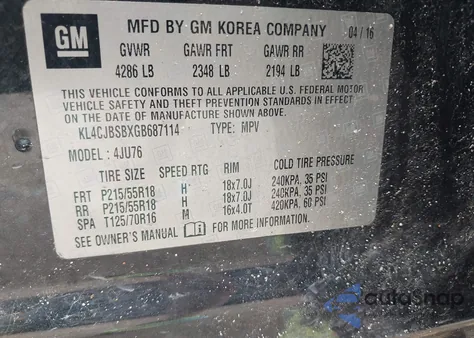 GM
MFD BY GM KOREA COMPANY 04/16
GVWR GAWR FRT GAWR RR
4286 LB 2348 LB 2194 LB
THIS VEHICLE CONFORMS TO ALL APPLICABLE U.S. FEDERAL MOTOR
VEHICLE SAFETY AND THEFT PREVENTION STANDARDS IN EFFECT
ON THE DATE OF MANUFACTURE SHOWN ABOVE.
KL4CJBSBXGB687114 TYPE: MPV
MODEL: 4JU76
TIRE SIZE SPEED RTG RIM COLD TIRE PRESSURE
FRT P215/55R18 H 18x7.0J 240KPA, 35 PSI
RR P215/55R18 H 18x7.0J 240KPA, 35 PSI
SPA T125/70R16 M 16x4.0T 420KPA, 60 PSI
SEE OWNER'S MANUAL FOR MORE INFORMATION
autoSnap